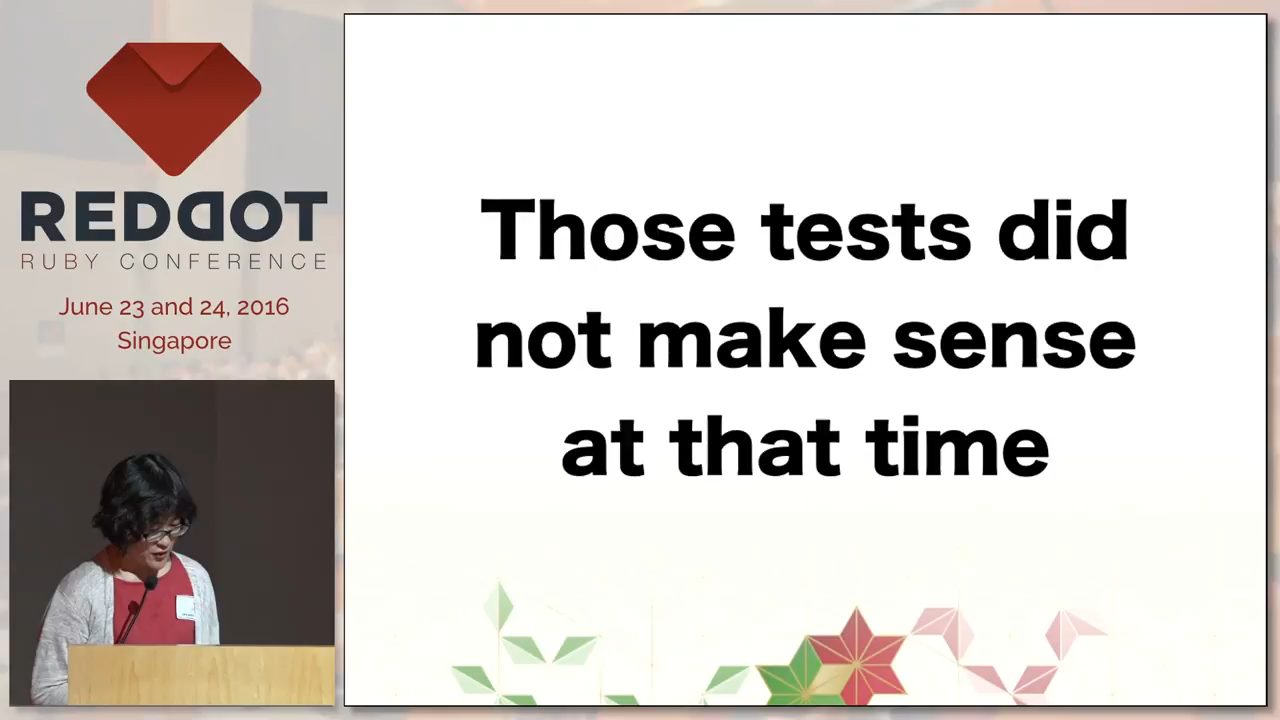 REDDOT
RUBY CONFERENCE
June 23 and 24, 2016
Singapore
Those tests did
not make sense
at that time